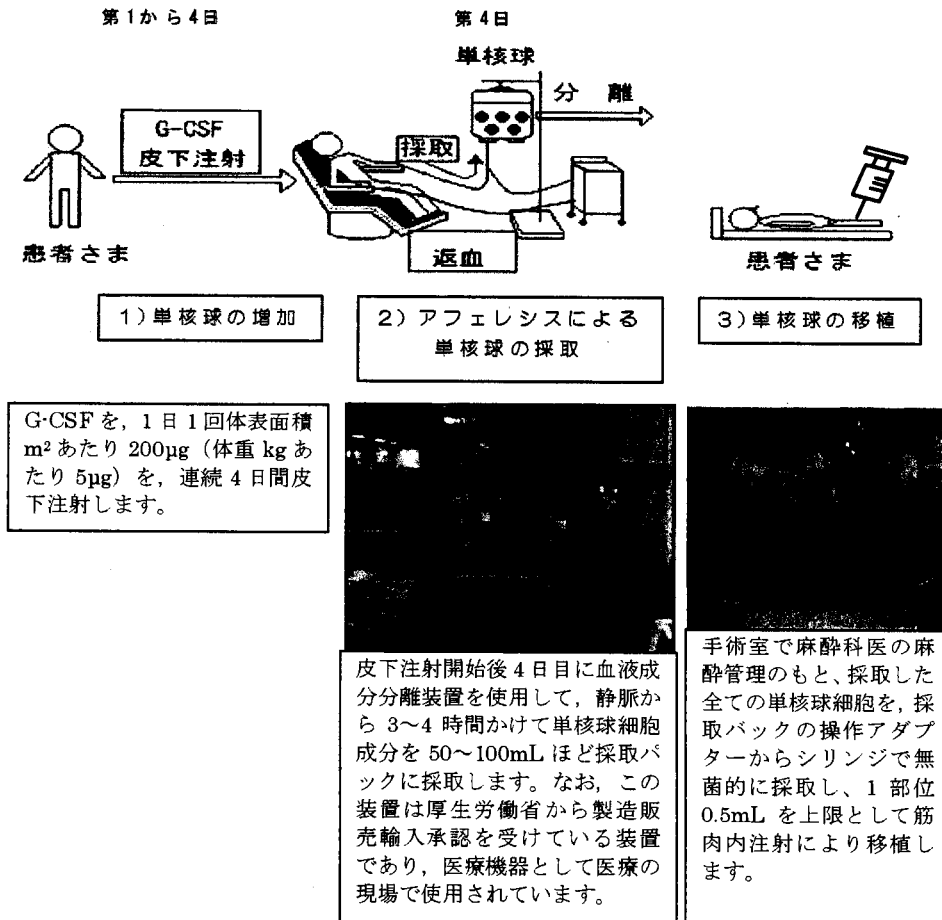 第1から4日
第4日
単核球
分離
G-CSF
皮下注射
採取
返血
患者さま
患者さま
1)単核球の増加
2)アフェレシスによる
単核球の採取
3)単核球の移植
G-CSFを，1日1回体表面積
m²あたり200μg（体重kgあ
たり5μg）を，連続4日間皮
下注射します。
皮下注射開始後4日目に血液成
分分離装置を使用して，静脈か
ら3～4時間かけて単核球細胞
成分を50～100mLほど採取パ
ックに採取します。なお，この
装置は厚生労働省から製造販
売輸入承認を受けている装置
であり，医療機器として医療の
現場で使用されています。
手術室で麻酔科医の麻
酔管理のもと、採取した
全ての単核球細胞を，採
取バックの操作アダプ
ターからシリンジで無
菌的に採取し、1部位
0.5mLを上限として筋
肉内注射により移植し
ます。